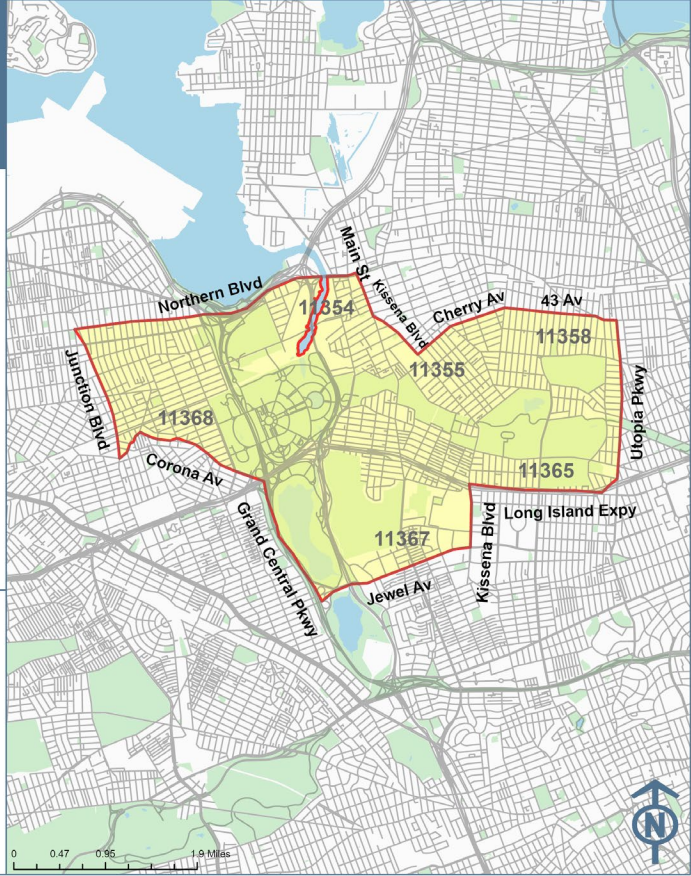 Main St
Kissena Blvd
Northern Blvd
11354
Cherry Av
43 Av
11358
11355
Junction Blvd
Utopia Pkwy
11368
Corona Av
11365
Long Island Expy
Kissena Blvd
Grand Central Pkwy
11367
Jewel Av
N
0 0.47 0.95 1.9 Miles